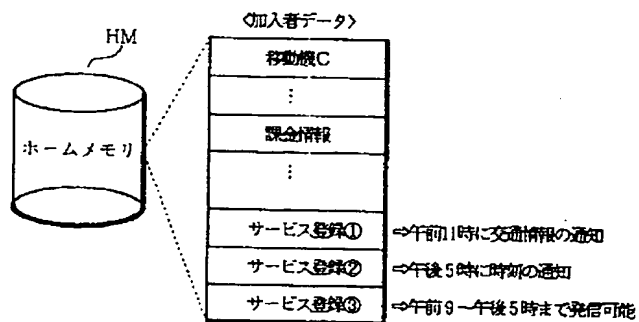 〈加入者データ〉
HM
移動機C
⋮
ホームメモリ
課金情報
⋮
サービス登録① ⇨午前11時に交通情報の通知
サービス登録② ⇨午後5時に時刻の通知
サービス登録③ ⇨午前9〜午後5時まで発信可能